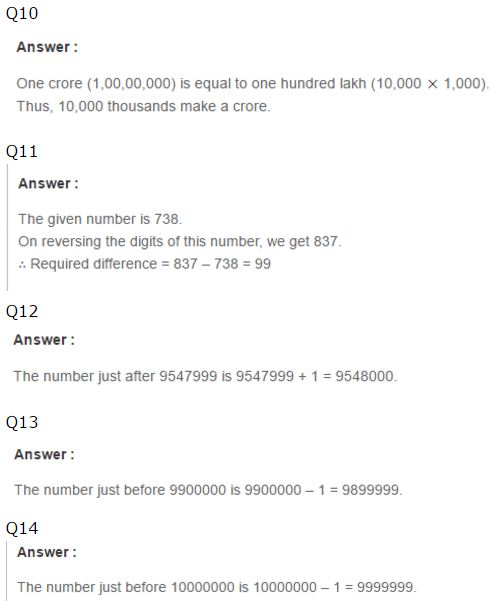 Q10
Answer :
One crore (1,00,00,000) is equal to one hundred lakh (10,000 × 1,000).
Thus, 10,000 thousands make a crore.
Q11
Answer :
The given number is 738.
On reversing the digits of this number, we get 837.
∴ Required difference = 837 – 738 = 99
Q12
Answer :
The number just after 9547999 is 9547999 + 1 = 9548000.
Q13
Answer :
The number just before 9900000 is 9900000 – 1 = 9899999.
Q14
Answer :
The number just before 10000000 is 10000000 – 1 = 9999999.